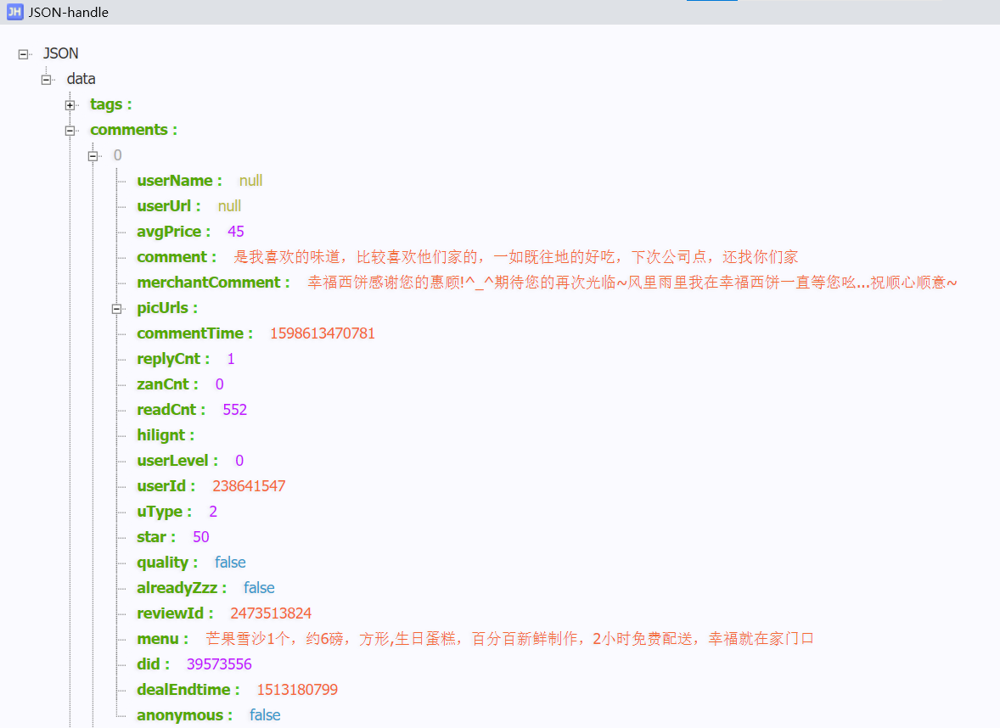 JH JSON-handle
JSON
data
tags :
comments :
0
userName : null
userUrl : null
avgPrice : 45
comment : 是我喜欢的味道，比较喜欢他们家的，一如既往地的好吃，下次公司点，还找你们家
merchantComment : 幸福西饼感谢您的惠顾!^_^期待您的再次光临~风里雨里我在幸福西饼一直等您吆...祝顺心顺意~
picUrls :
commentTime : 1598613470781
replyCnt : 1
zanCnt : 0
readCnt : 552
hilignt :
userLevel : 0
userId : 238641547
uType : 2
star : 50
quality : false
alreadyZzz : false
reviewId : 2473513824
menu : 芒果雪沙1个，约6磅，方形,生日蛋糕，百分百新鲜制作，2小时免费配送，幸福就在家门口
did : 39573556
dealEndtime : 1513180799
anonymous : false